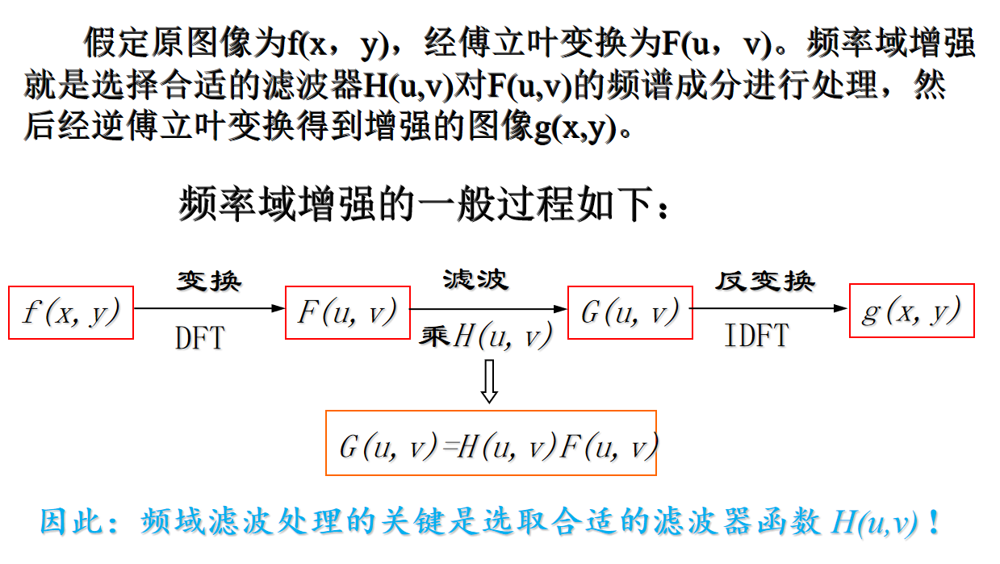 假定原图像为f(x，y)，经傅立叶变换为F(u，v)。频率域增强
就是选择合适的滤波器H(u,v)对F(u,v)的频谱成分进行处理，然
后经逆傅立叶变换得到增强的图像g(x,y)。
频率域增强的一般过程如下：
变换 滤波 反变换
f(x, y) F(u, v) G(u, v) g(x, y)
DFT 乘H(u, v) IDFT
G(u, v)=H(u, v)F(u, v)
因此：频域滤波处理的关键是选取合适的滤波器函数 H(u,v)！